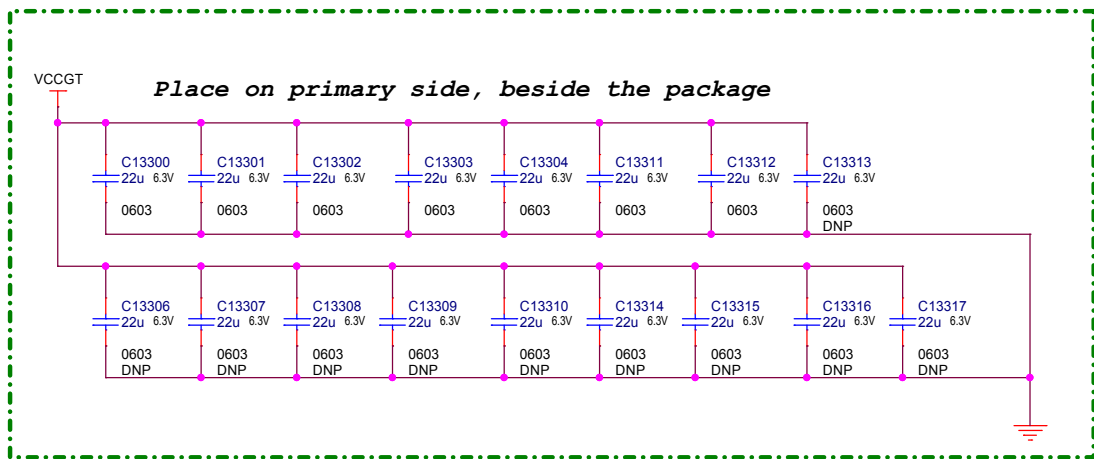 VCCGT
Place on primary side, beside the package
C13300 C13301 C13302 C13303 C13304 C13311 C13312 C13313
22u 6.3V 22u 6.3V 22u 6.3V 22u 6.3V 22u 6.3V 22u 6.3V 22u 6.3V 22u 6.3V
0603 0603 0603 0603 0603 0603 0603 0603
DNP
C13306 C13307 C13308 C13309 C13310 C13314 C13315 C13316 C13317
22u 6.3V 22u 6.3V 22u 6.3V 22u 6.3V 22u 6.3V 22u 6.3V 22u 6.3V 22u 6.3V 22u 6.3V
0603 0603 0603 0603 0603 0603 0603 0603 0603
DNP DNP DNP DNP DNP DNP DNP DNP DNP